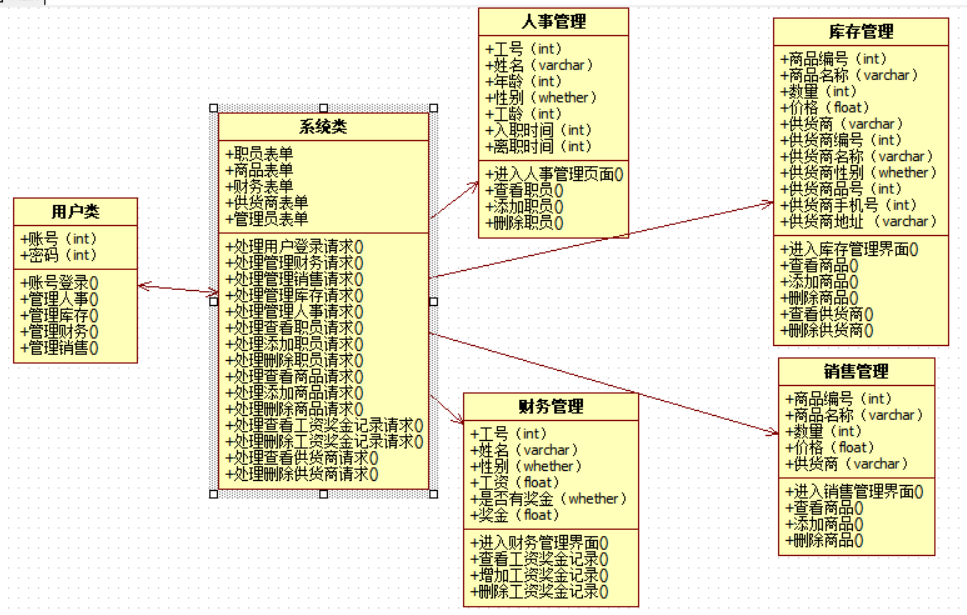 用户类
+账号（int）
+密码（int）
+账号登录()
+管理人事()
+管理库存()
+管理财务()
+管理销售()
系统类
+职员表单
+商品表单
+财务表单
+供货商表单
+管理员表单
+处理用户登录请求()
+处理管理财务请求()
+处理管理销售请求()
+处理管理库存请求()
+处理管理人事请求()
+处理查看职员请求()
+处理添加职员请求()
+处理删除职员请求()
+处理查看商品请求()
+处理添加商品请求()
+处理删除商品请求()
+处理查看工资奖金记录请求()
+处理删除工资奖金记录请求()
+处理查看供货商请求()
+处理删除供货商请求()
人事管理
+工号（int）
+姓名（varchar）
+年龄（int）
+性别（whether）
+工龄（int）
+入职时间（int）
+离职时间（int）
+进入人事管理页面()
+查看职员()
+添加职员()
+删除职员()
财务管理
+工号（int）
+姓名（varchar）
+性别（whether）
+工资（float）
+是否有奖金（whether）
+奖金（float）
+进入财务管理界面()
+查看工资奖金记录()
+增加工资奖金记录()
+删除工资奖金记录()
库存管理
+商品编号（int）
+商品名称（varchar）
+数量（int）
+价格（float）
+供货商（varchar）
+供货商编号（int）
+供货商名称（varchar）
+供货商性别（whether）
+供货商品号（int）
+供货商手机号（int）
+供货商地址（varchar）
+进入库存管理界面()
+查看商品()
+添加商品()
+删除商品()
+查看供货商()
+删除供货商()
销售管理
+商品编号（int）
+商品名称（varchar）
+数量（int）
+价格（float）
+供货商（varchar）
+进入销售管理界面()
+查看商品()
+添加商品()
+删除商品()